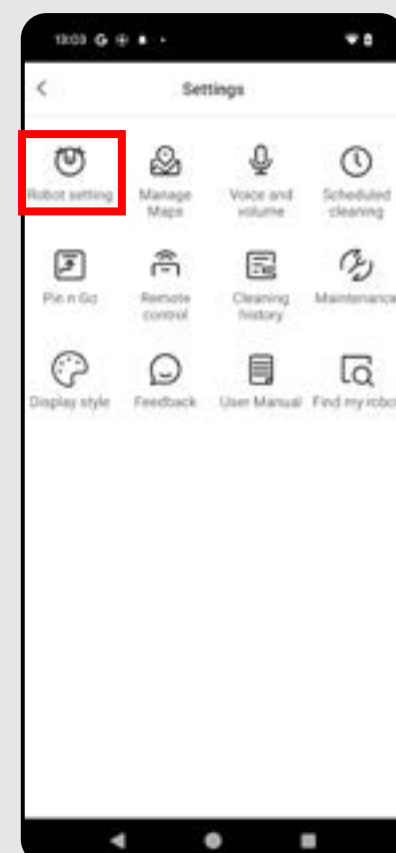 13:03 G
Settings
Robot setting
Manage
Maps
Voice and
volume
Scheduled
cleaning
Pin n Go
Remote
control
Cleaning
history
Maintenance
Display style
Feedback
User Manual
Find my robot